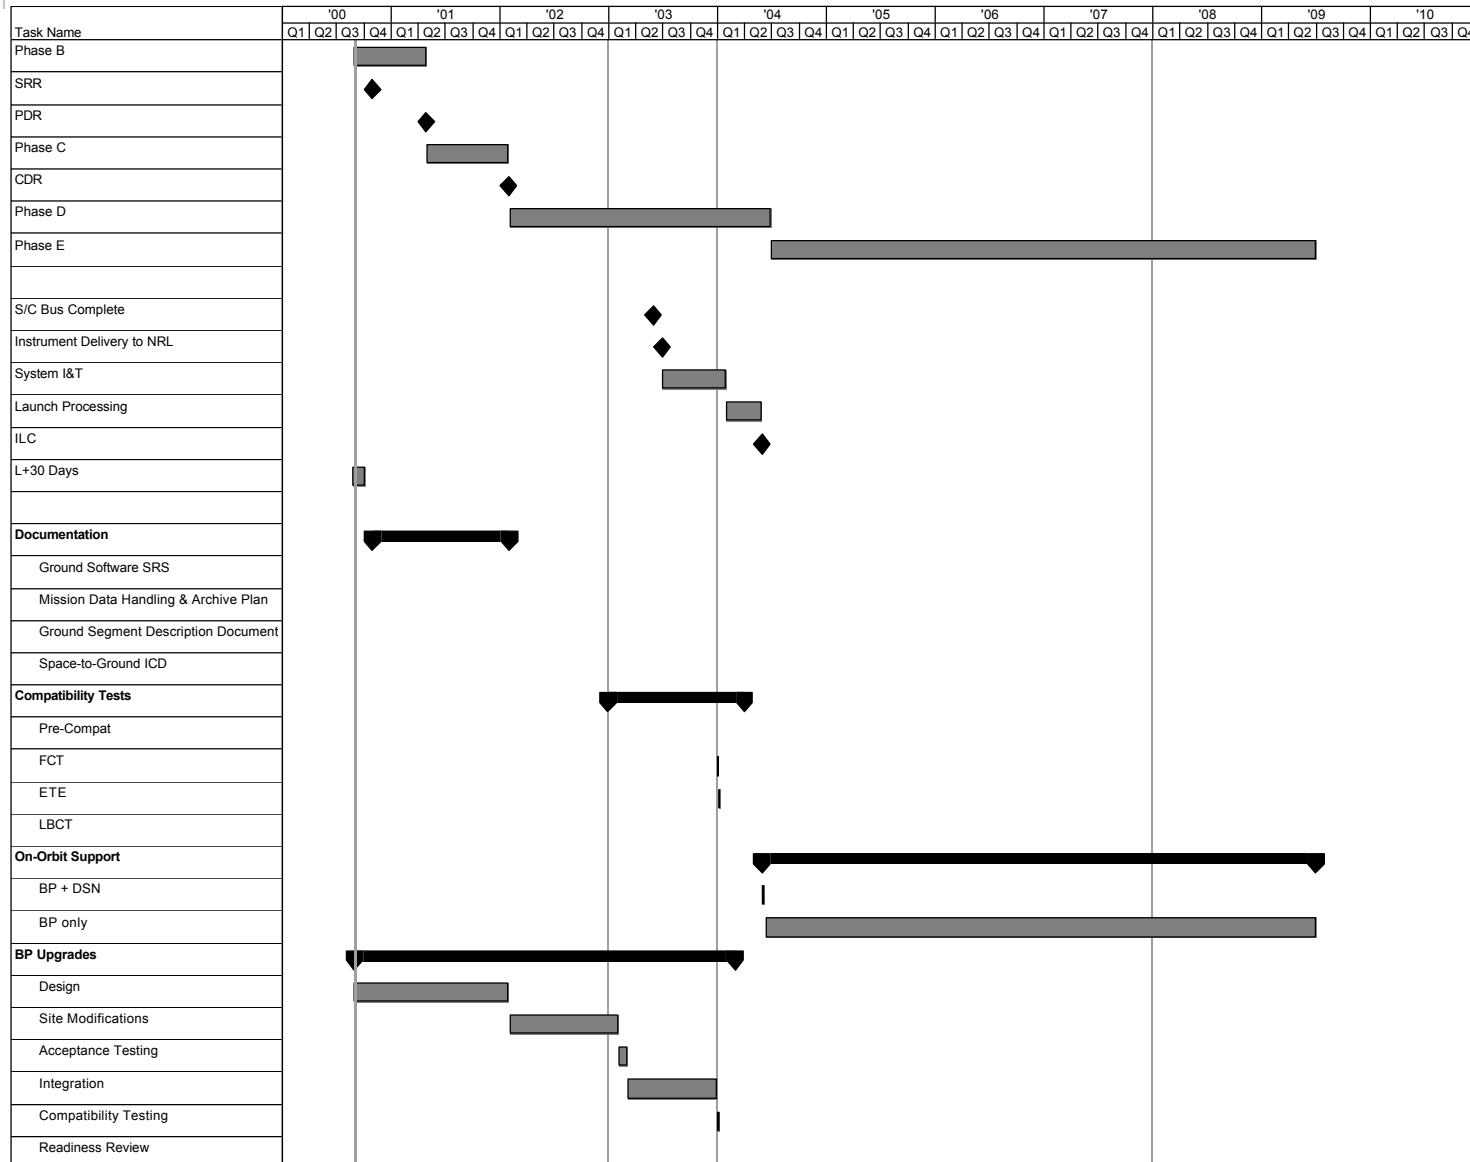 '00 '01 '02 '03 '04 '05 '06 '07 '08 '09 '10
Task Name Q1 Q2 Q3 Q4 Q1 Q2 Q3 Q4 Q1 Q2 Q3 Q4 Q1 Q2 Q3 Q4 Q1 Q2 Q3 Q4 Q1 Q2 Q3 Q4 Q1 Q2 Q3 Q4 Q1 Q2 Q3 Q4 Q1 Q2 Q3 Q4 Q1 Q2 Q3 Q4 Q1 Q2 Q3 Q4
Phase B
SRR
PDR
Phase C
CDR
Phase D
Phase E
S/C Bus Complete
Instrument Delivery to NRL
System I&T
Launch Processing
ILC
L+30 Days
Documentation
Ground Software SRS
Mission Data Handling & Archive Plan
Ground Segment Description Document
Space-to-Ground ICD
Compatibility Tests
Pre-Compat
FCT
ETE
LBCT
On-Orbit Support
BP + DSN
BP only
BP Upgrades
Design
Site Modifications
Acceptance Testing
Integration
Compatibility Testing
Readiness Review